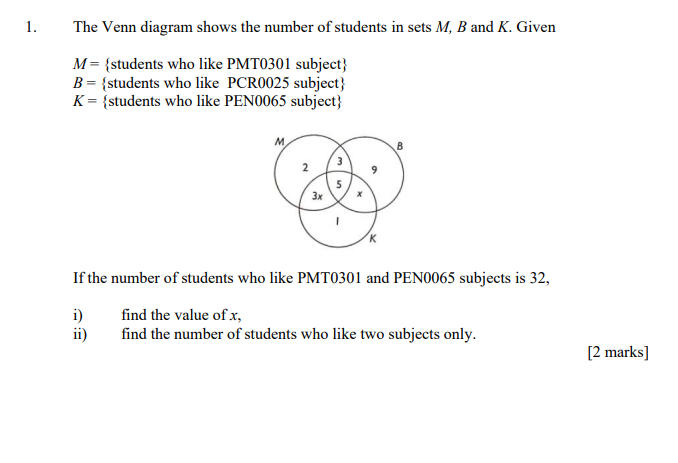 1. The Venn diagram shows the number of students in sets M, B and K. Given
M = {students who like PMT0301 subject}
B = {students who like PCR0025 subject}
K = {students who like PEN0065 subject}
M
B
3
2
9
5
3x
x
1
K
If the number of students who like PMT0301 and PEN0065 subjects is 32,
i) find the value of x,
ii) find the number of students who like two subjects only.
[2 marks]